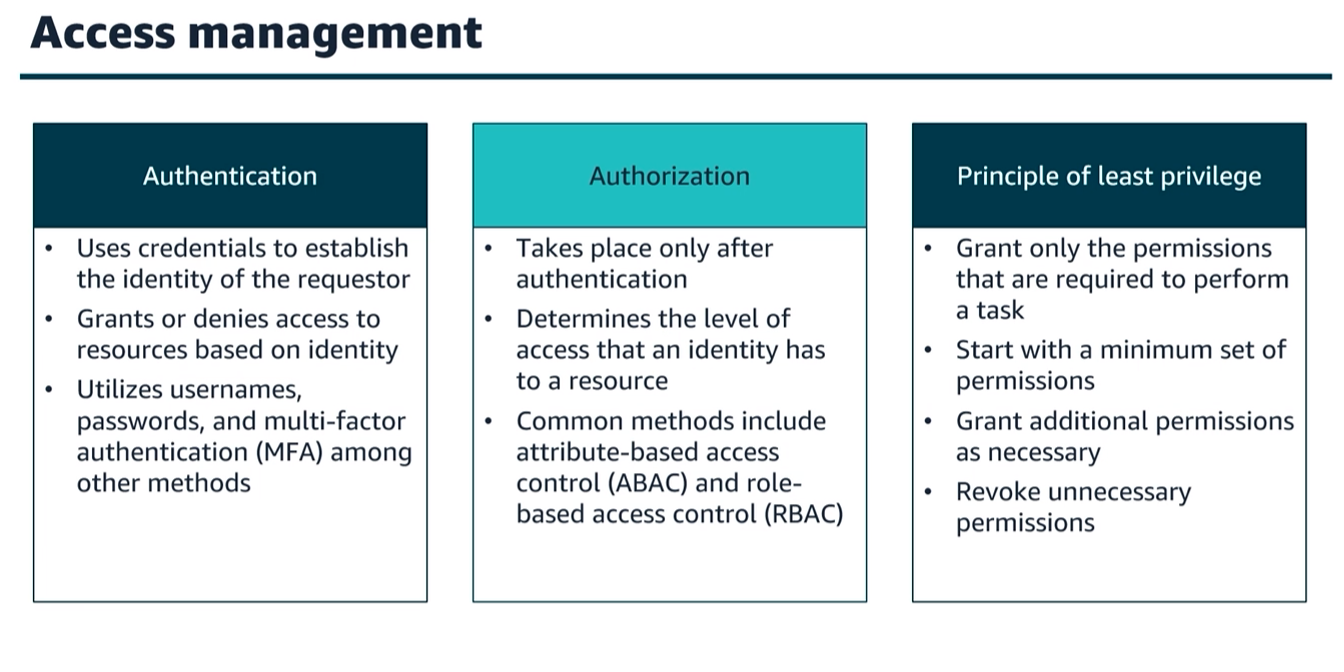 Access management
Authentication
• Uses credentials to establish
the identity of the requestor
• Grants or denies access to
resources based on identity
• Utilizes usernames,
passwords, and multi-factor
authentication (MFA) among
other methods
Authorization
• Takes place only after
authentication
• Determines the level of
access that an identity has
to a resource
• Common methods include
attribute-based access
control (ABAC) and role-
based access control (RBAC)
Principle of least privilege
• Grant only the permissions
that are required to perform
a task
• Start with a minimum set of
permissions
• Grant additional permissions
as necessary
• Revoke unnecessary
permissions